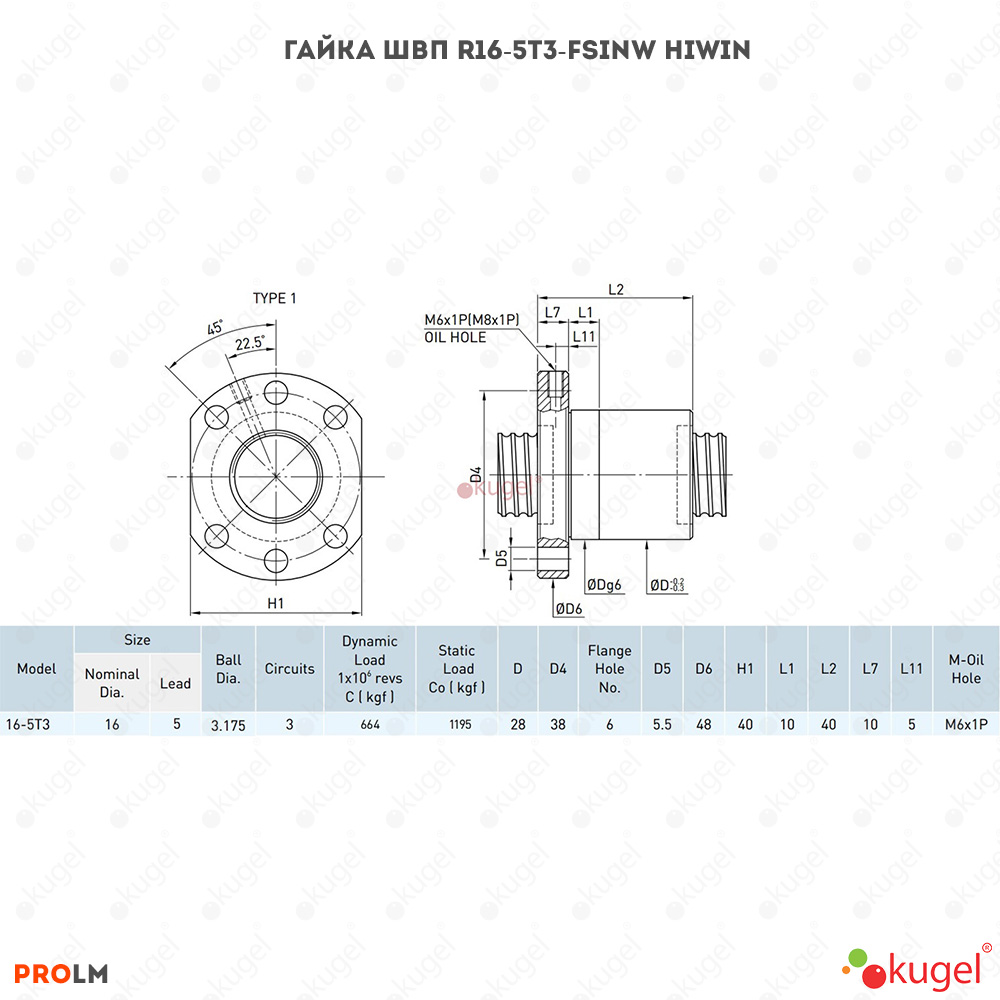 ГАЙКА ШВП R16-5T3-FSINW HIWIN
TYPE 1
45°
22.5°
H1
L2
L7
L1
M6x1P(M8x1P)
OIL HOLE
L11
D4
D5
ØDg6
ØD-0.2
-0.3
ØD6
kugel®
Model
Size
Nominal
Dia.
Lead
Ball
Dia.
Circuits
Dynamic
Load
1x10⁶ revs
C ( kgf )
Static
Load
Co ( kgf )
D
D4
Flange
Hole
No.
D5
D6
H1
L1
L2
L7
L11
M-Oil
Hole
16-5T3 16 5 3.175 3 664 1195 28 38 6 5.5 48 40 10 40 10 5 M6x1P
PROLM
kugel®